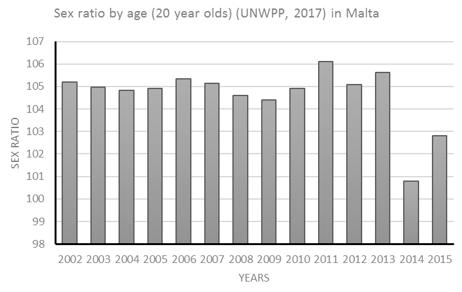 Sex ratio by age (20 year olds) (UNWPP, 2017) in Malta
107
106
105
104
103
102
101
100
99
98
SEX RATIO
2002 2003 2004 2005 2006 2007 2008 2009 2010 2011 2012 2013 2014 2015
YEARS